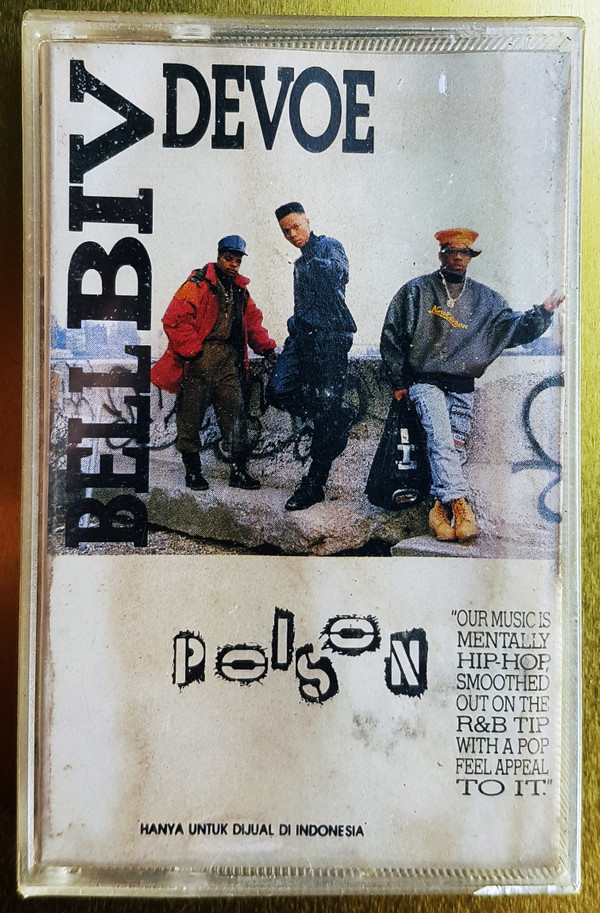 BELL BIV
DEVOE
POISON
"OUR MUSIC IS
MENTALLY
HIP-HOP,
SMOOTHED
OUT ON THE
R&B TIP
WITH A POP
FEEL APPEAL
TO IT."
HANYA UNTUK DIJUAL DI INDONESIA